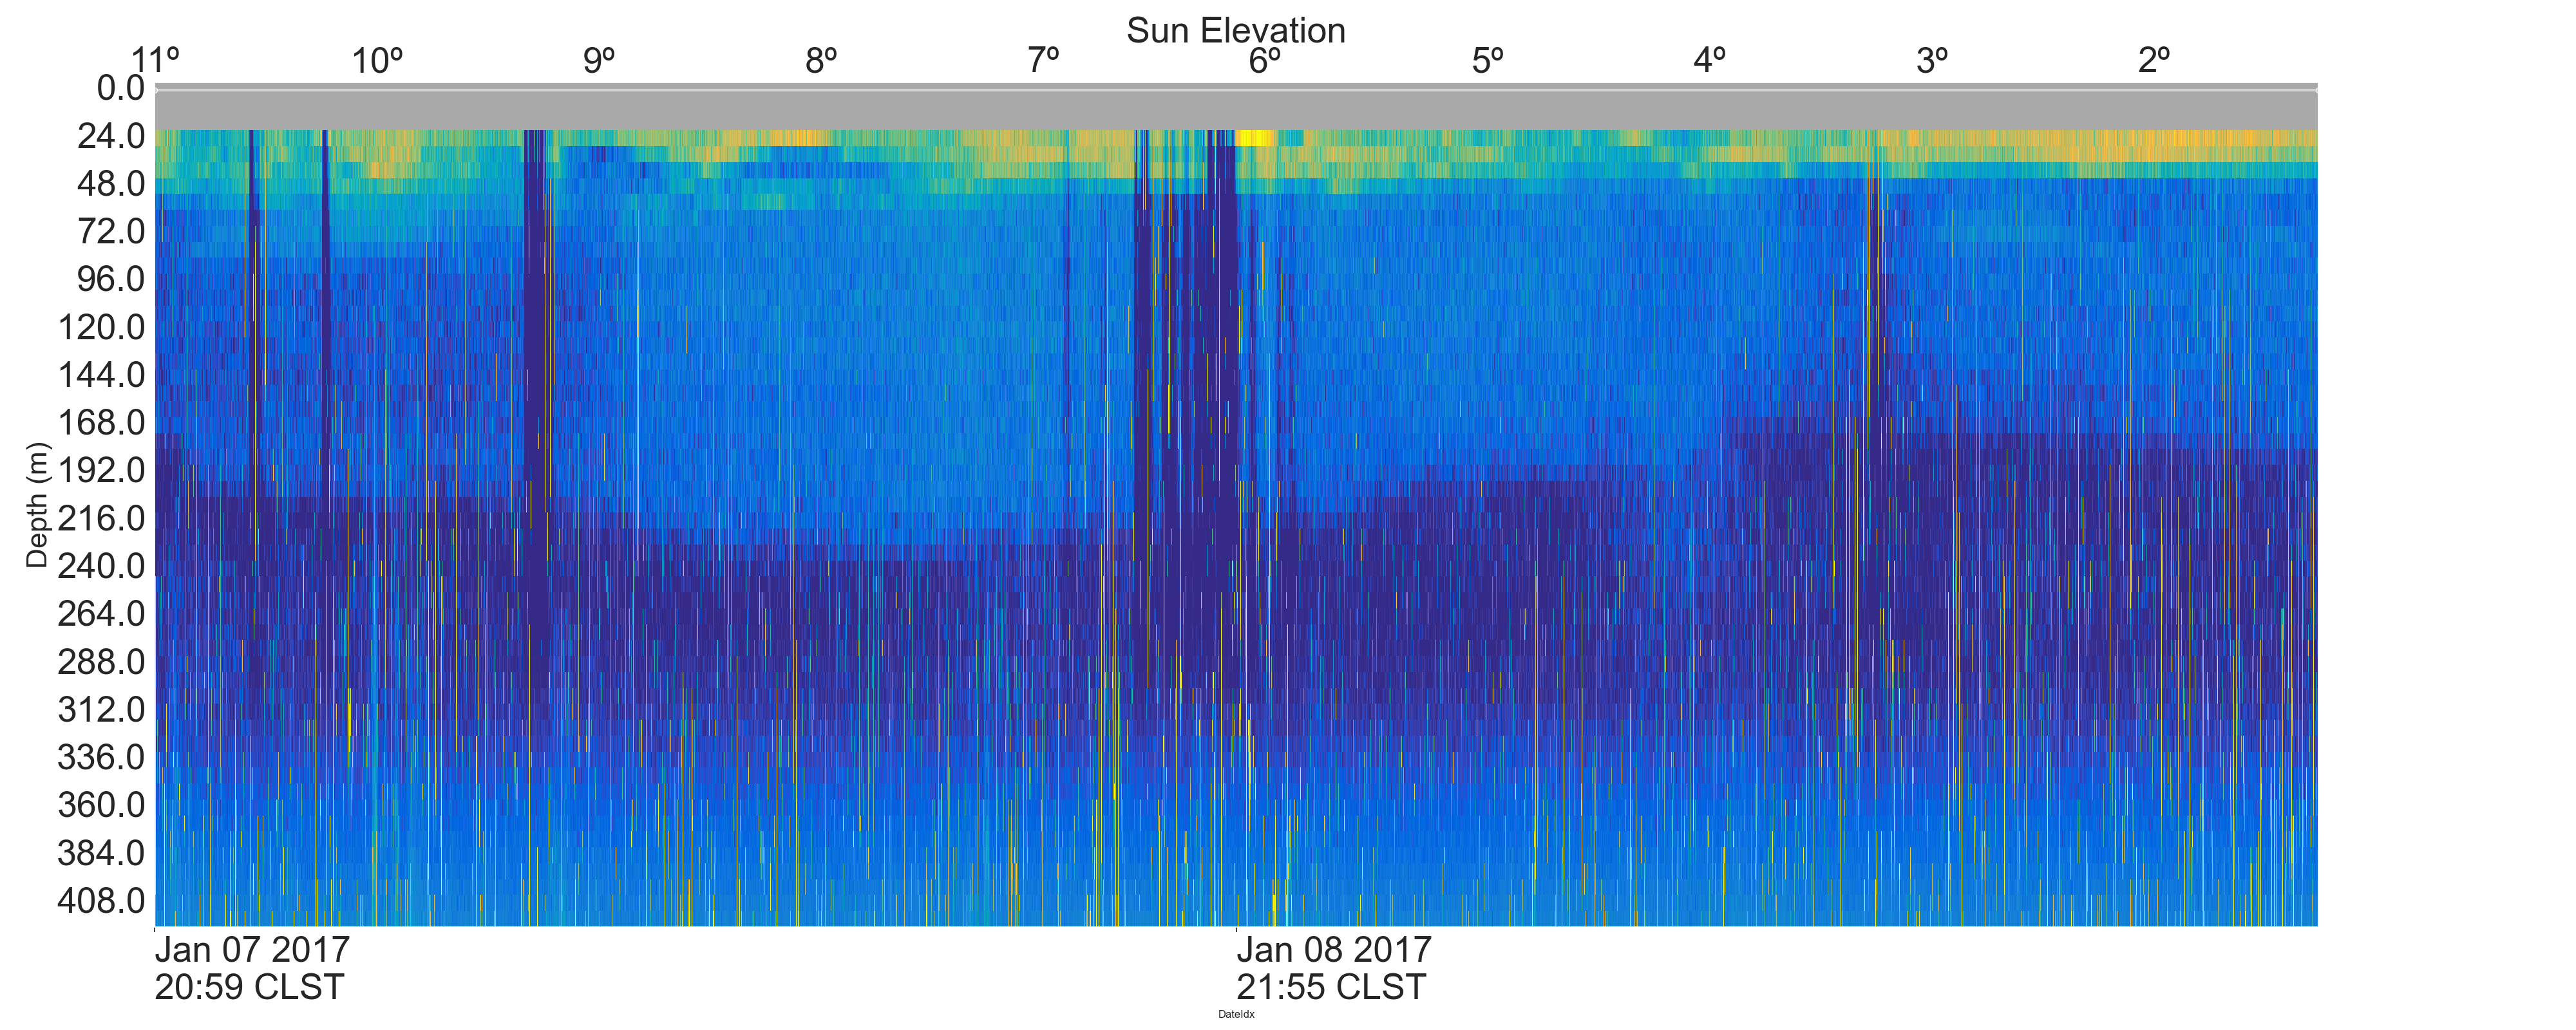 Sun Elevation
11º 10º 9º 8º 7º 6º 5º 4º 3º 2º
0.0
24.0
48.0
72.0
96.0
120.0
144.0
168.0
192.0
216.0
240.0
264.0
288.0
312.0
336.0
360.0
384.0
408.0
Depth (m)
Jan 07 2017
20:59 CLST
Jan 08 2017
21:55 CLST
DateIdx